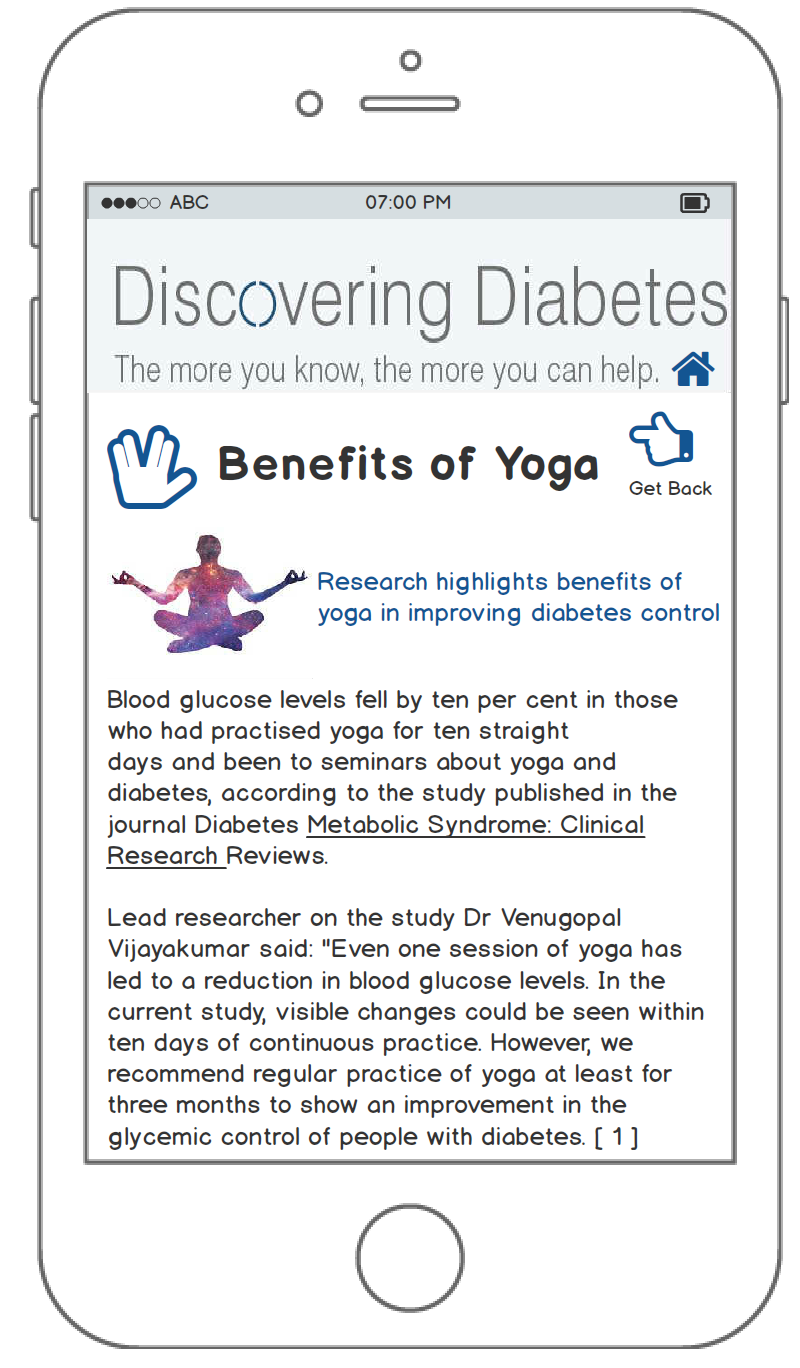 ABC 07:00 PM
Discovering Diabetes
The more you know, the more you can help.
Benefits of Yoga
Get Back
Research highlights benefits of
yoga in improving diabetes control
Blood glucose levels fell by ten per cent in those
who had practised yoga for ten straight
days and been to seminars about yoga and
diabetes, according to the study published in the
journal Diabetes Metabolic Syndrome: Clinical
Research Reviews.
Lead researcher on the study Dr Venugopal
Vijayakumar said: "Even one session of yoga has
led to a reduction in blood glucose levels. In the
current study, visible changes could be seen within
ten days of continuous practice. However, we
recommend regular practice of yoga at least for
three months to show an improvement in the
glycemic control of people with diabetes. [ 1 ]